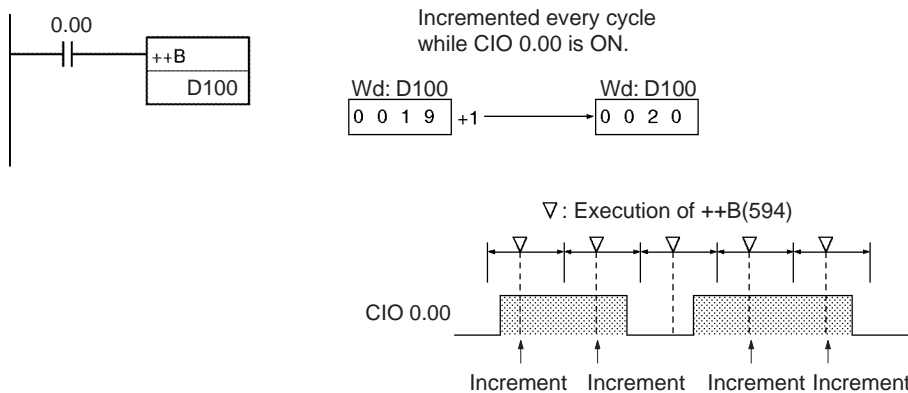 0.00
++B
D100
Incremented every cycle
while CIO 0.00 is ON.
Wd: D100
0 0 1 9
+1
Wd: D100
0 0 2 0
▽: Execution of ++B(594)
CIO 0.00
Increment Increment Increment Increment